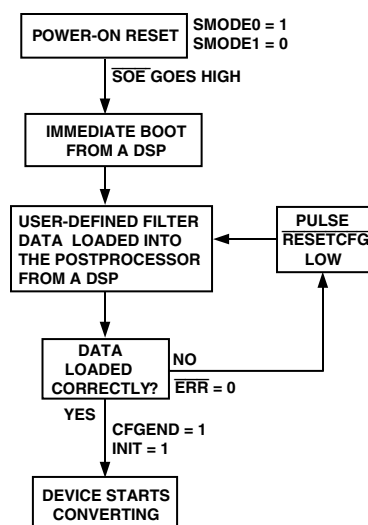 POWER-ON RESET
SMODE0 = 1
SMODE1 = 0
SOE GOES HIGH
IMMEDIATE BOOT
FROM A DSP
USER-DEFINED FILTER
DATA LOADED INTO
THE POSTPROCESSOR
FROM A DSP
PULSE
RESETCFG
LOW
DATA
LOADED
CORRECTLY?
NO
ERR = 0
YES
CFGEND = 1
INIT = 1
DEVICE STARTS
CONVERTING